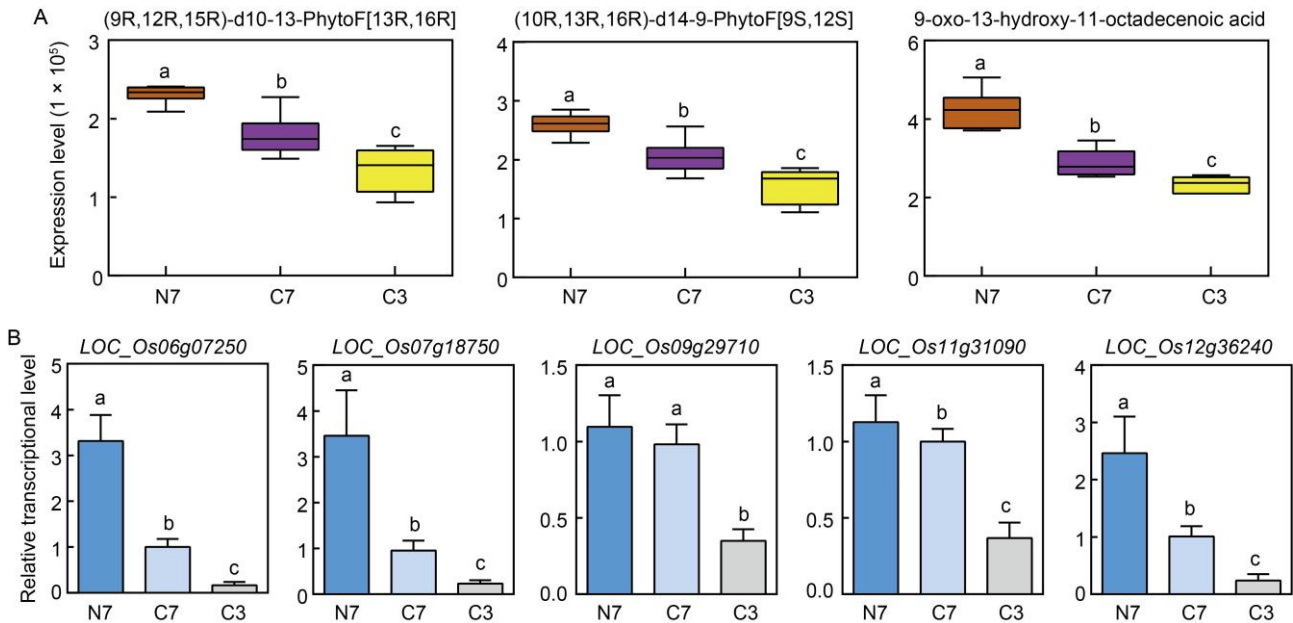 A
(9R,12R,15R)-d10-13-PhytoF[13R,16R]
(10R,13R,16R)-d14-9-PhytoF[9S,12S]
9-oxo-13-hydroxy-11-octadecenoic acid
Expression level (1 × 10⁵)
3
2
1
0
a
b
c
N7
C7
C3
4
3
2
1
0
a
b
c
N7
C7
C3
6
4
2
0
a
b
c
N7
C7
C3
B
LOC_Os06g07250
LOC_Os07g18750
LOC_Os09g29710
LOC_Os11g31090
LOC_Os12g36240
Relative transcriptional level
5
4
3
2
1
0
a
b
c
N7
C7
C3
5
4
3
2
1
0
a
b
c
N7
C7
C3
1.5
1.0
0.5
0.0
a
a
b
N7
C7
C3
1.5
1.0
0.5
0.0
a
b
c
N7
C7
C3
4
3
2
1
0
a
b
c
N7
C7
C3